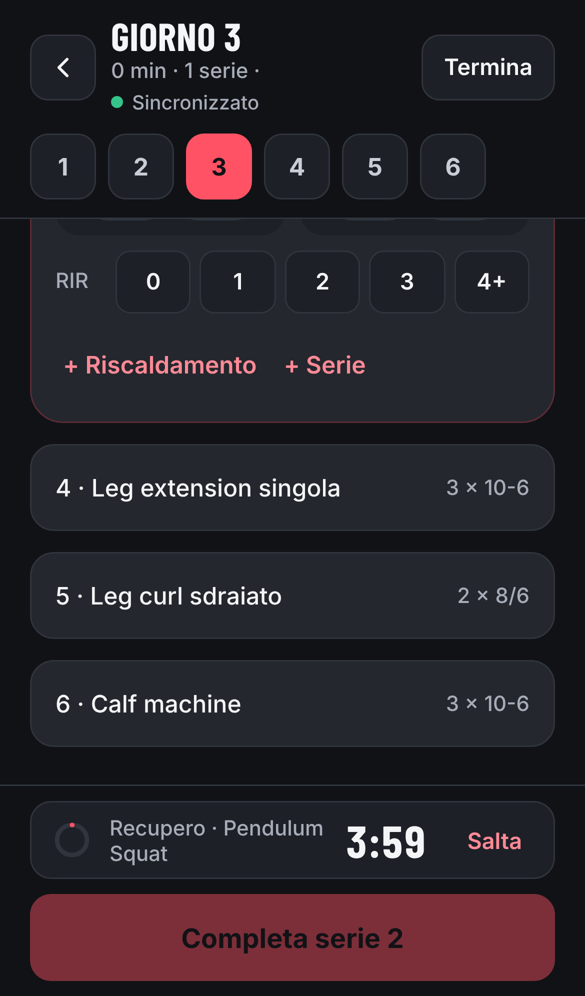 GIORNO 3
0 min · 1 serie ·
Sincronizzato
Termina
1 2 3 4 5 6
RIR 0 1 2 3 4+
+ Riscaldamento + Serie
4 · Leg extension singola 3 × 10-6
5 · Leg curl sdraiato 2 × 8/6
6 · Calf machine 3 × 10-6
Recupero · Pendulum
Squat
3:59 Salta
Completa serie 2